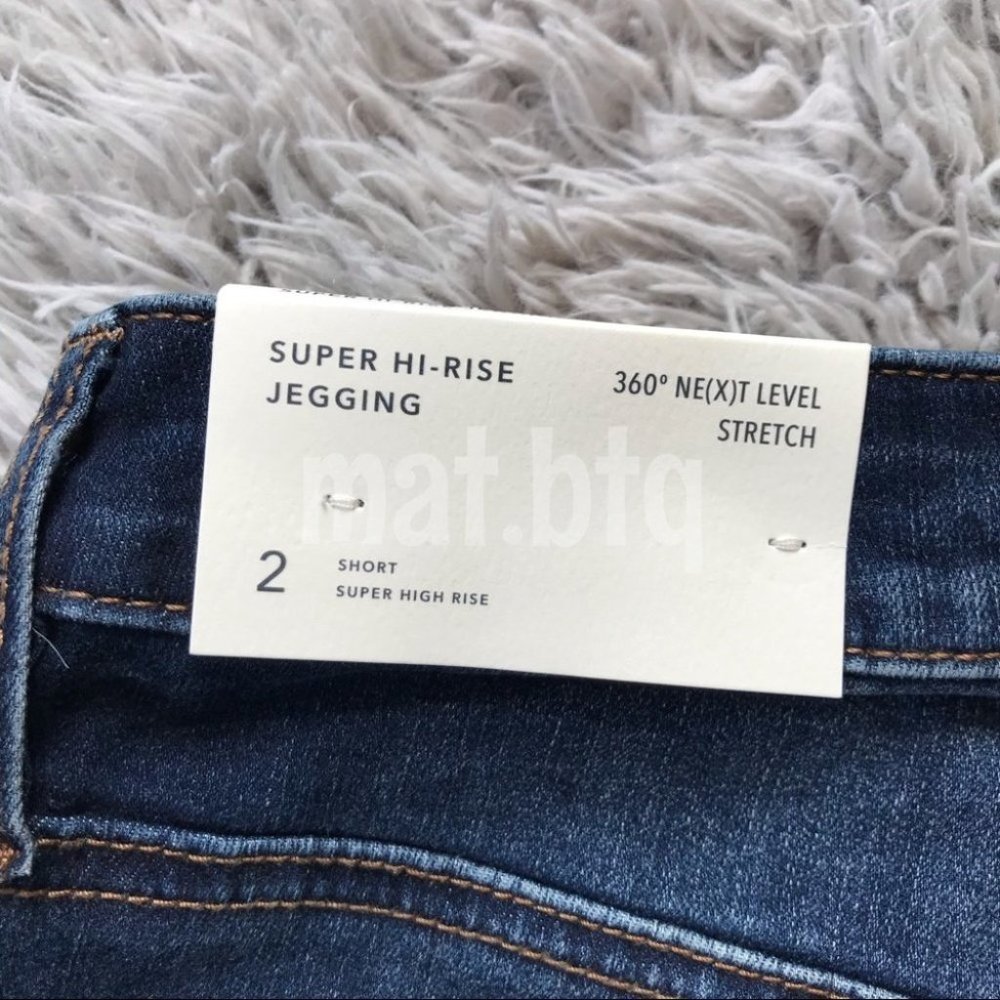 SUPER HI-RISE
JEGGING
360° NE(X)T LEVEL
STRETCH
mat.btq
2
SHORT
SUPER HIGH RISE